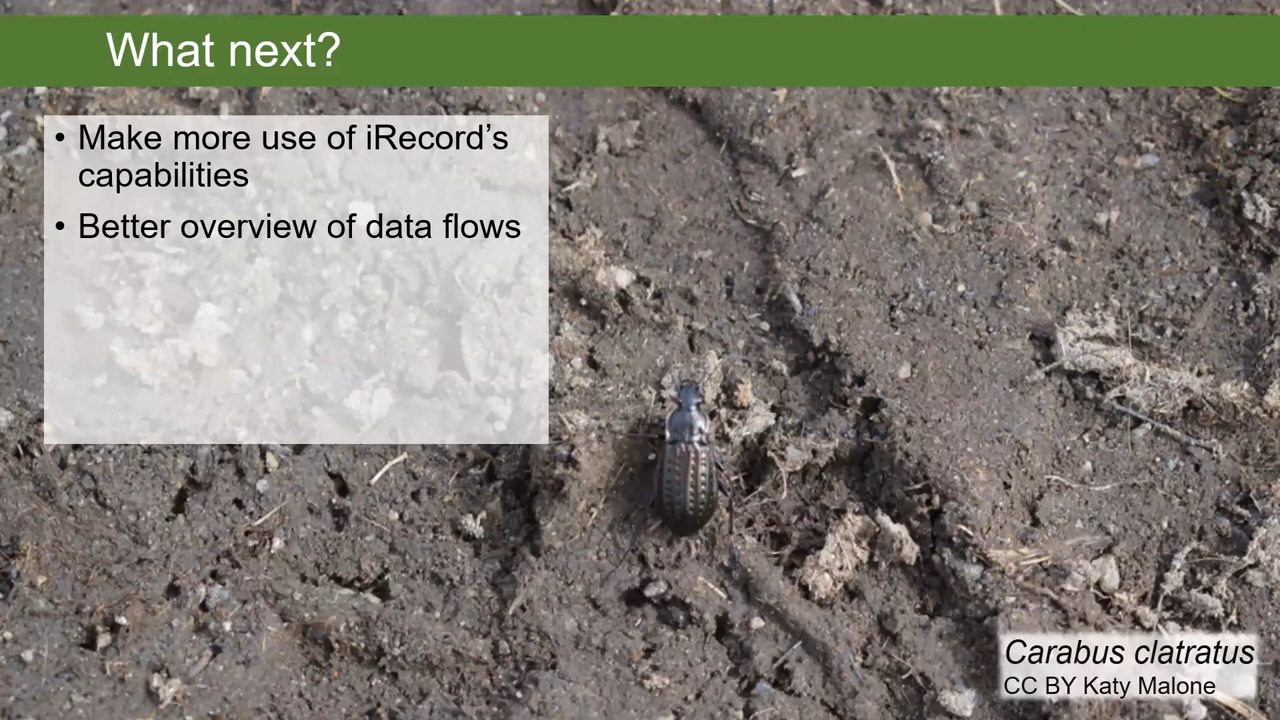 What next?
• Make more use of iRecord’s
capabilities
• Better overview of data flows
Carabus clatratus
CC BY Katy Malone